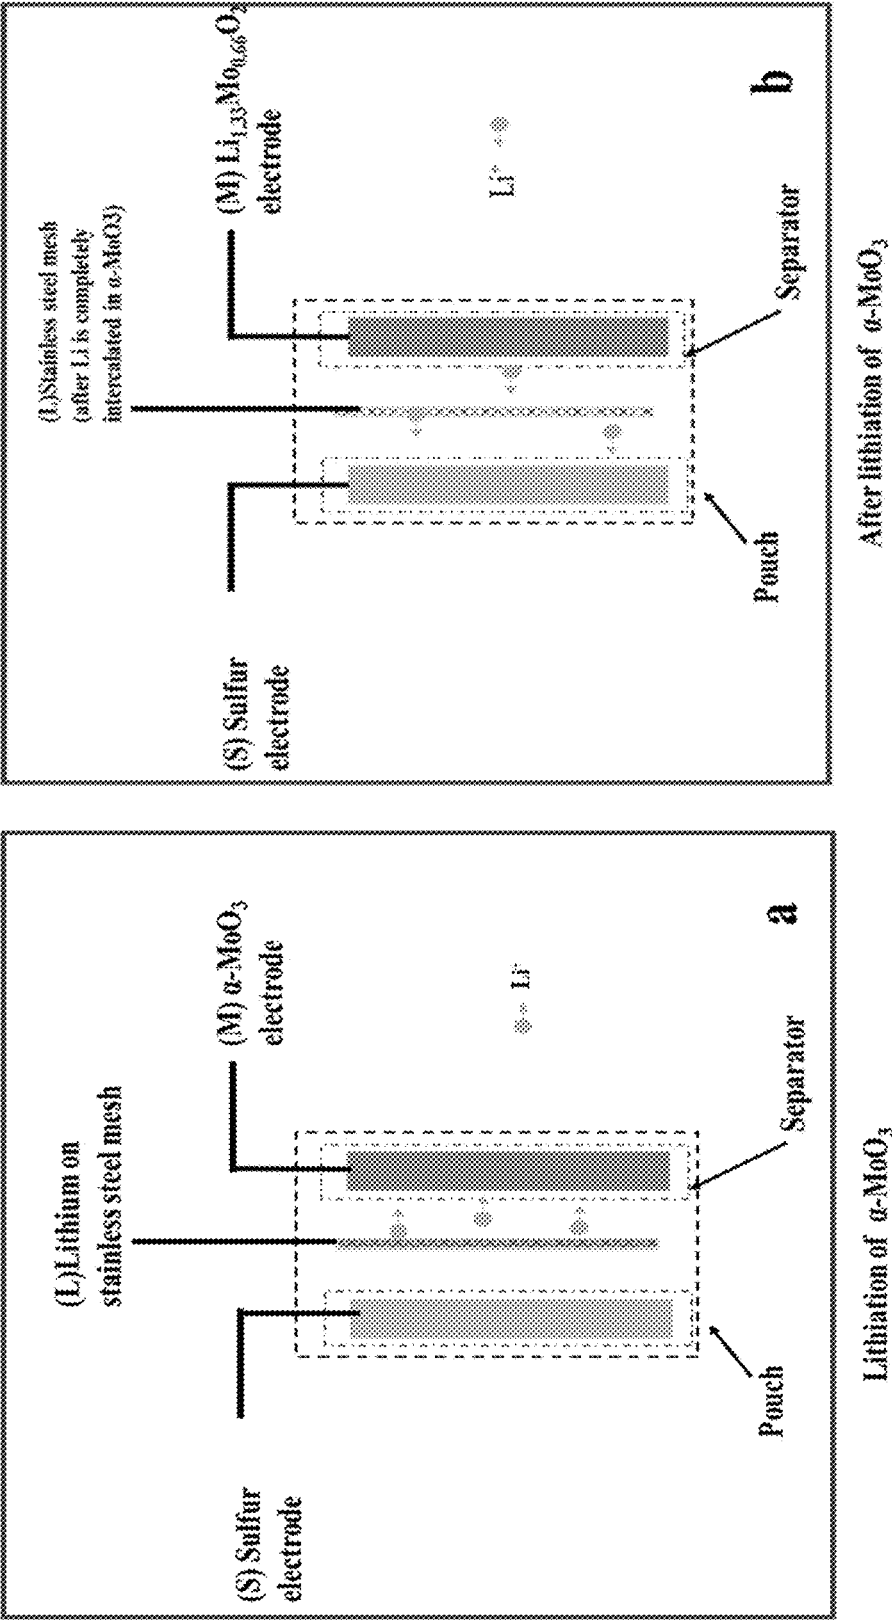 (S) Sulfur
electrode
(L)Lithium on
stainless steel mesh
(M) α-MoO₃
electrode
Li⁺
Pouch
Separator
a
Lithiation of α-MoO₃
(S) Sulfur
electrode
(L)Stainless steel mesh
(after Li is completely
intercalated in α-MoO3)
(M) Li₁.₃₃Mo₀.₆₆O₂
electrode
Li⁺
Pouch
Separator
b
After lithiation of α-MoO₃